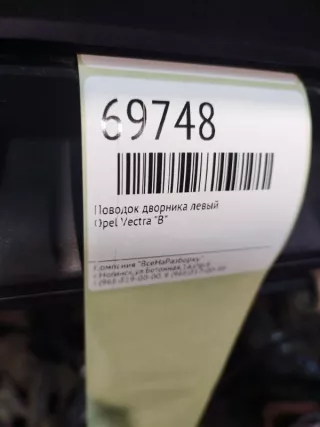 69748
Поводок дворника левый
Opel Vectra "B"
Компания "ВсеНаРазборку"